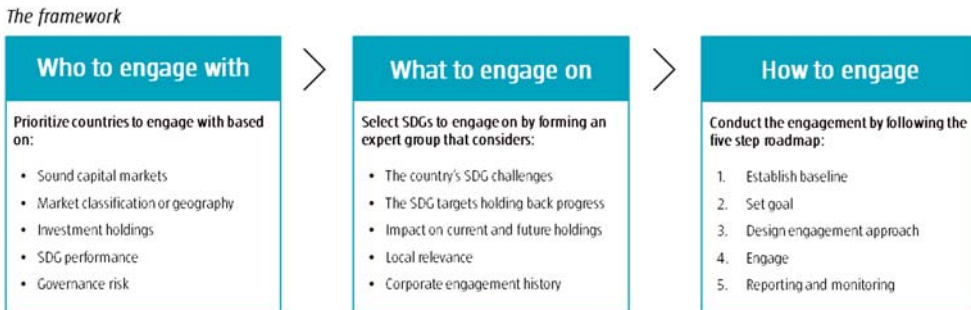 The framework
Who to engage with
Prioritize countries to engage with based
on:
• Sound capital markets
• Market classification or geography
• Investment holdings
• SDG performance
• Governance risk
What to engage on
Select SDGs to engage on by forming an
expert group that considers:
• The country's SDG challenges
• The SDG targets holding back progress
• Impact on current and future holdings
• Local relevance
• Corporate engagement history
How to engage
Conduct the engagement by following the
five step roadmap:
1. Establish baseline
2. Set goal
3. Design engagement approach
4. Engage
5. Reporting and monitoring